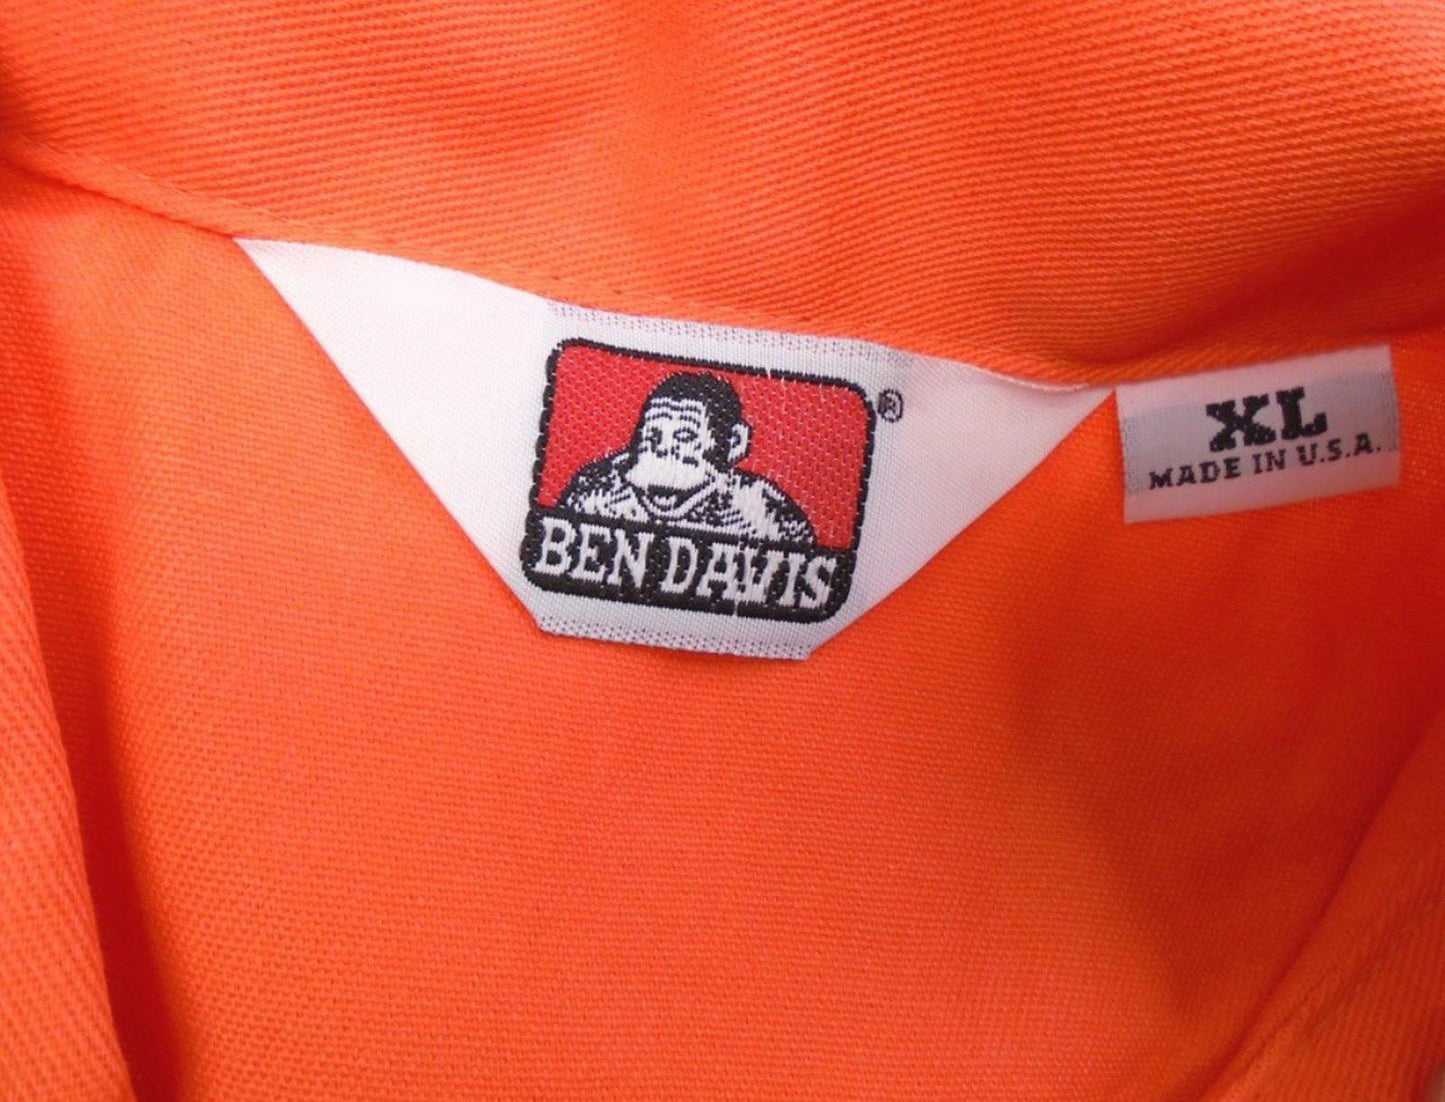 BEN DAVIS
®
XL
MADE IN U.S.A.